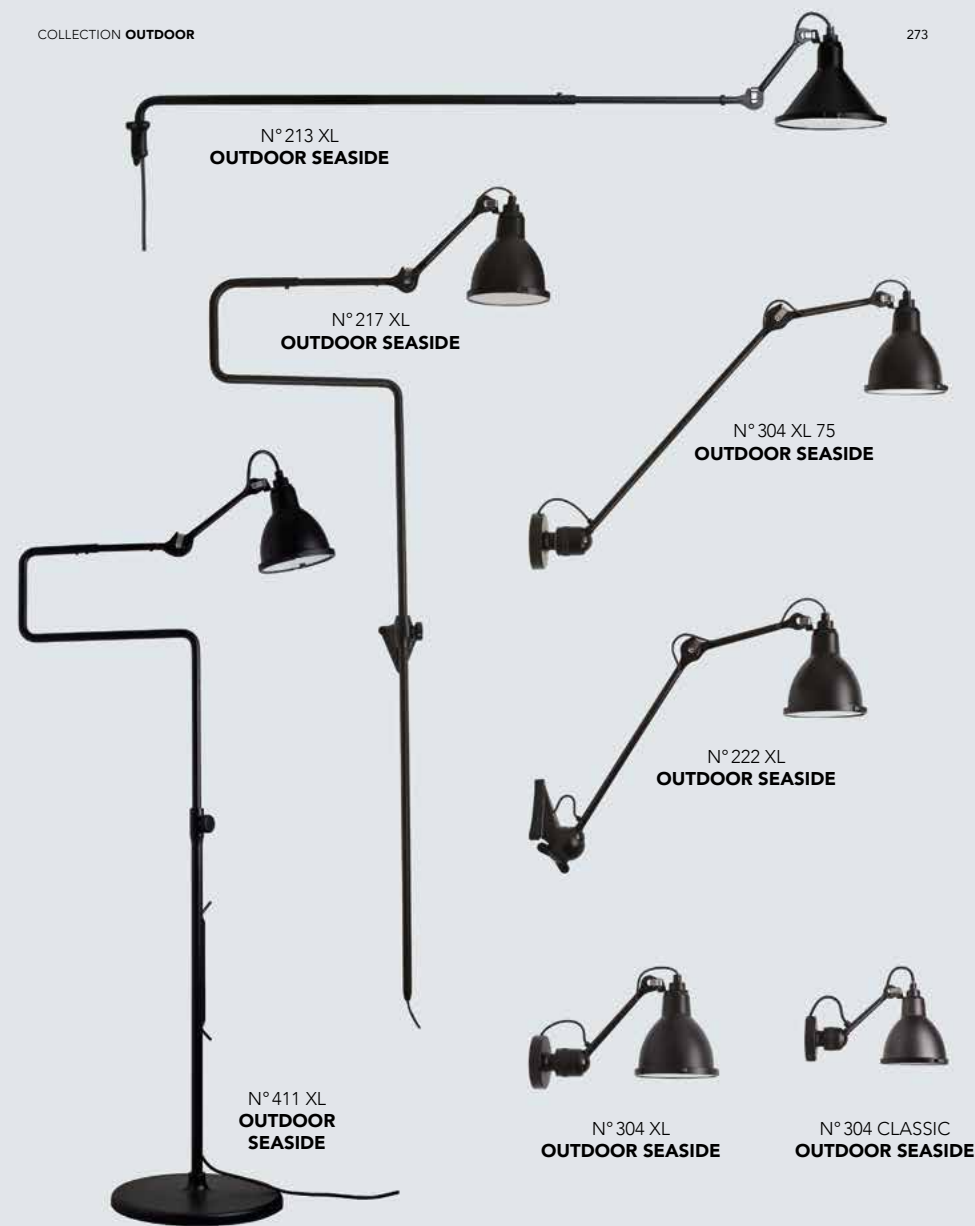 COLLECTION OUTDOOR
273
N° 213 XL
OUTDOOR SEASIDE
N° 217 XL
OUTDOOR SEASIDE
N° 304 XL 75
OUTDOOR SEASIDE
N° 222 XL
OUTDOOR SEASIDE
N° 411 XL
OUTDOOR
SEASIDE
N° 304 XL
OUTDOOR SEASIDE
N° 304 CLASSIC
OUTDOOR SEASIDE